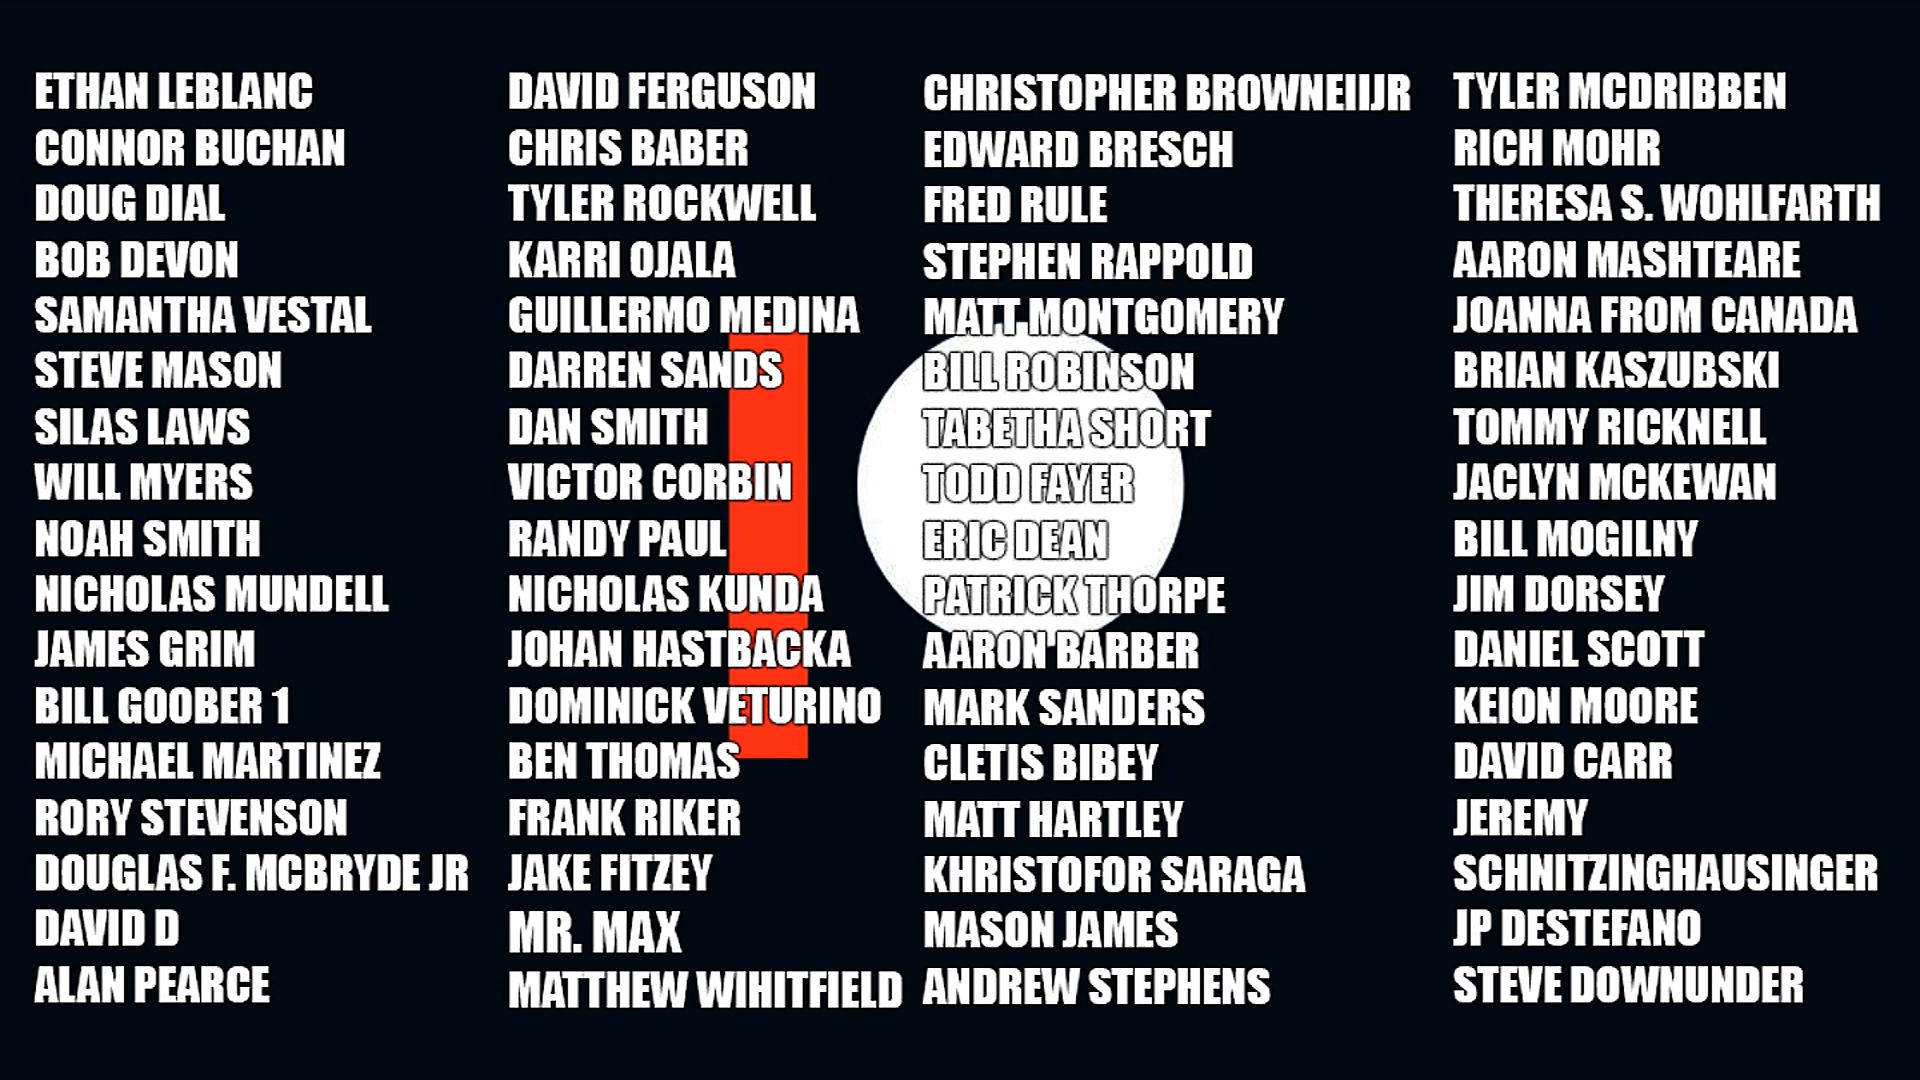 ETHAN LEBLANC
CONNOR BUCHAN
DOUG DIAL
BOB DEVON
SAMANTHA VESTAL
STEVE MASON
SILAS LAWS
WILL MYERS
NOAH SMITH
NICHOLAS MUNDELL
JAMES GRIM
BILL GOOBER 1
MICHAEL MARTINEZ
RORY STEVENSON
DOUGLAS F. MCBRYDE JR
DAVID D
ALAN PEARCE
DAVID FERGUSON
CHRIS BABER
TYLER ROCKWELL
KARRI OJALA
GUILLERMO MEDINA
DARREN SANDS
DAN SMITH
VICTOR CORBIN
RANDY PAUL
NICHOLAS KUNDA
JOHAN HASTBACKA
DOMINICK VETURINO
BEN THOMAS
FRANK RIKER
JAKE FITZEY
MR. MAX
MATTHEW WIHITFIELD
CHRISTOPHER BROWNEIIJR
EDWARD BRESCH
FRED RULE
STEPHEN RAPPOLD
MATT MONTGOMERY
BILL ROBINSON
TABETHA SHORT
TODD FAYER
ERIC DEAN
PATRICK THORPE
AARON BARBER
MARK SANDERS
CLETIS BIBEY
MATT HARTLEY
KHRISTOFOR SARAGA
MASON JAMES
ANDREW STEPHENS
TYLER MCDRIBBEN
RICH MOHR
THERESA S. WOHLFARTH
AARON MASHTEARE
JOANNA FROM CANADA
BRIAN KASZUBSKI
TOMMY RICKNELL
JACLYN MCKEWAN
BILL MOGILNY
JIM DORSEY
DANIEL SCOTT
KEION MOORE
DAVID CARR
JEREMY
SCHNITZINGHAUSINGER
JP DESTEFANO
STEVE DOWNUNDER